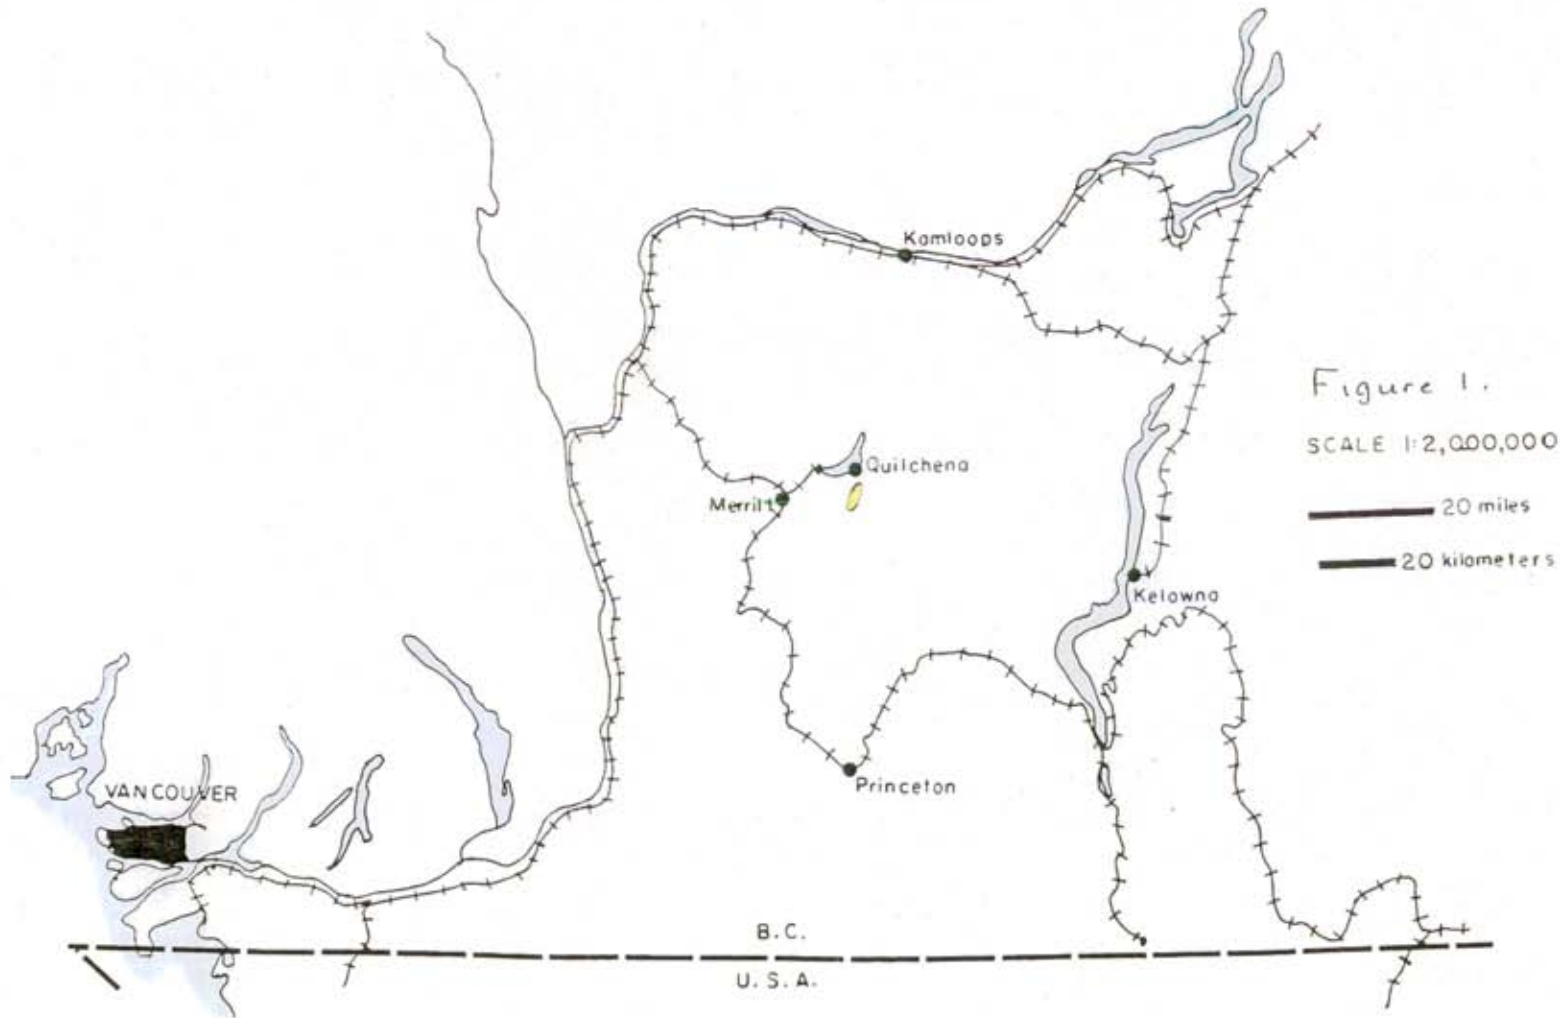 Kamloops
Figure 1.
SCALE 1:2,000,000
Quilchena
Merritt
20 miles
20 kilometers
Kelowna
VANCOUVER
Princeton
B.C.
U.S.A.